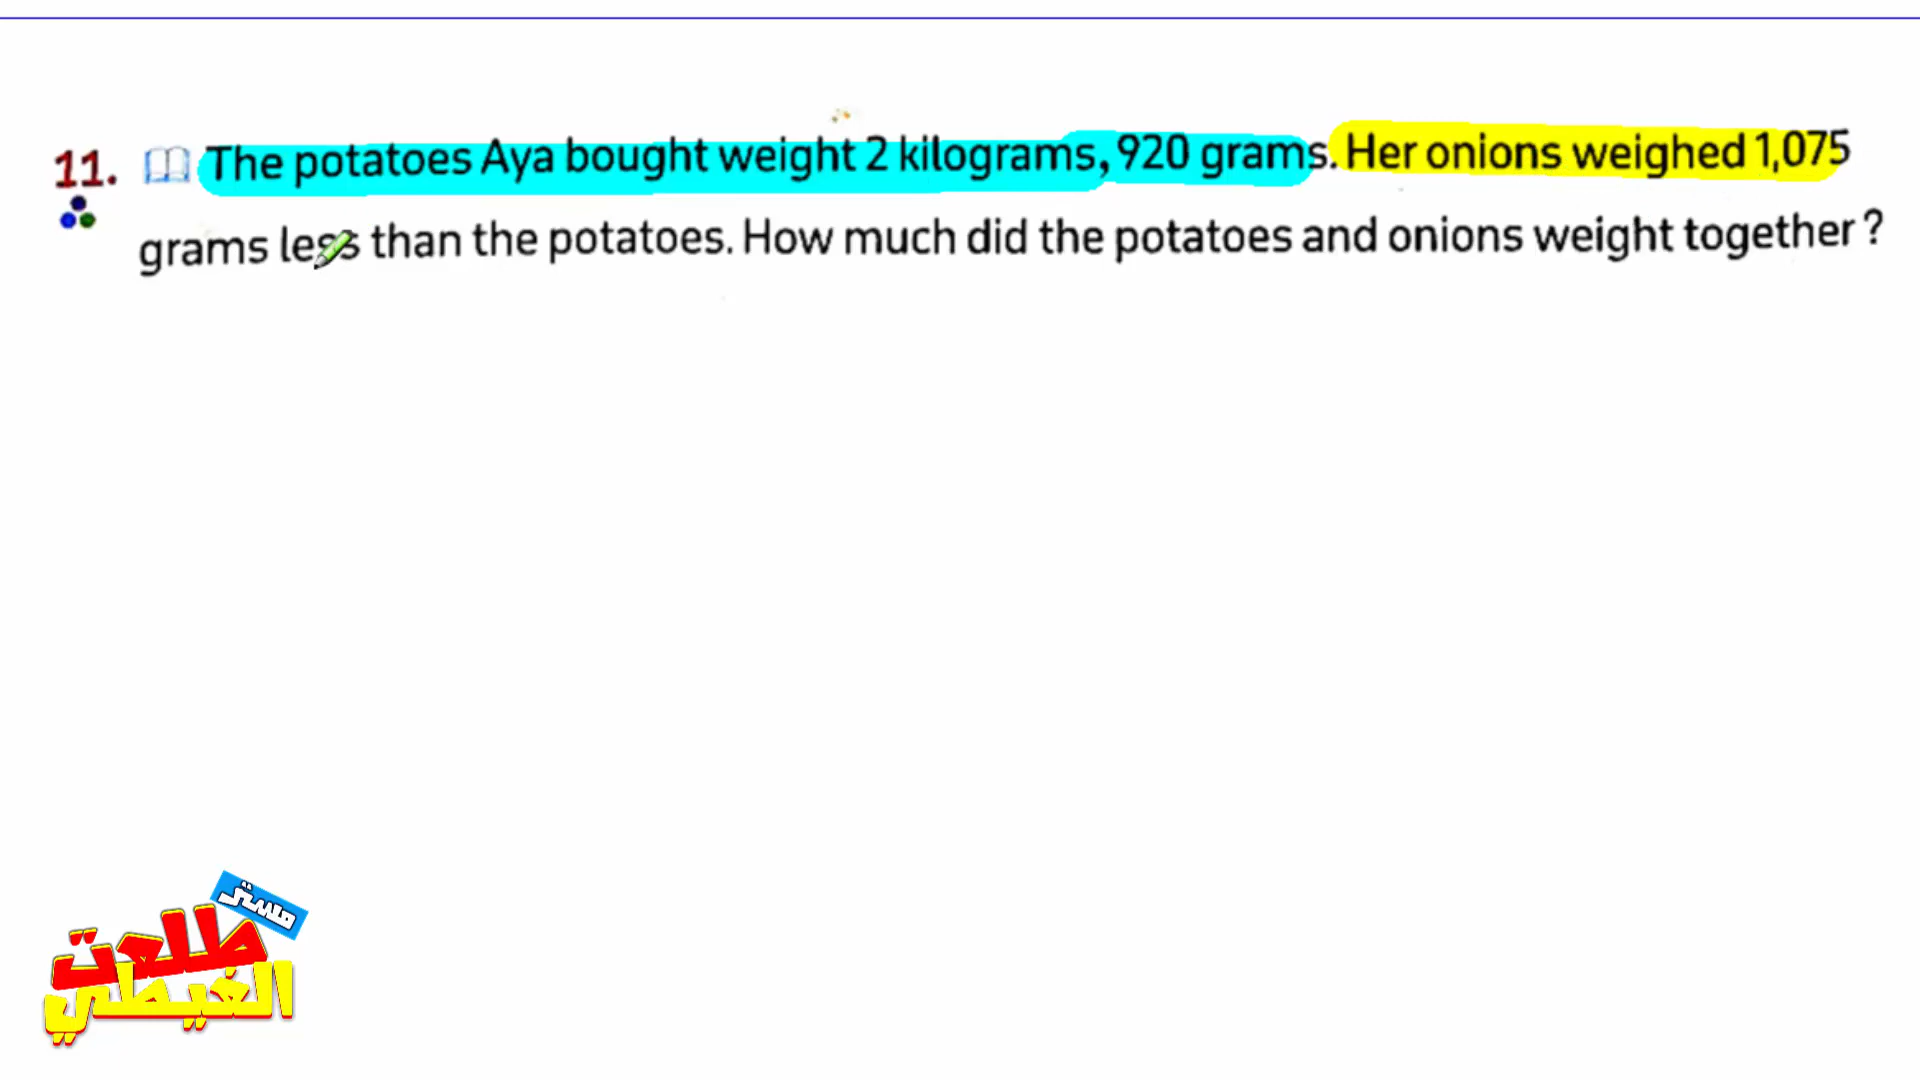 11. The potatoes Aya bought weight 2 kilograms, 920 grams. Her onions weighed 1,075
grams less than the potatoes. How much did the potatoes and onions weight together ?
مستر
طلعت
الغيطي